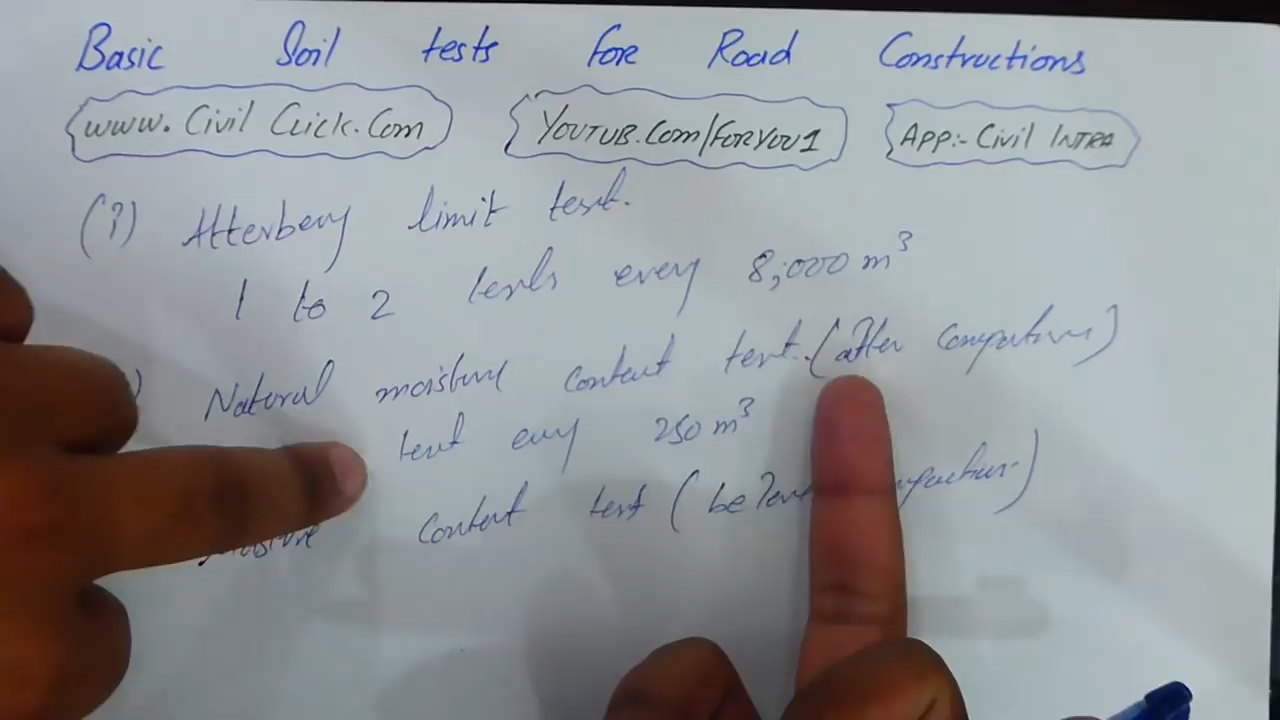 Basic Soil tests for Road Constructions
www.Civil Click.Com YOUTUB.COM/FORYOU1 App:- Civil INTRA
(i) Atterberg limit test.
1 to 2 tests every 8,000 m³
Natural moisture content test. (after compaction)
test every 250 m³
Moisture content test (before